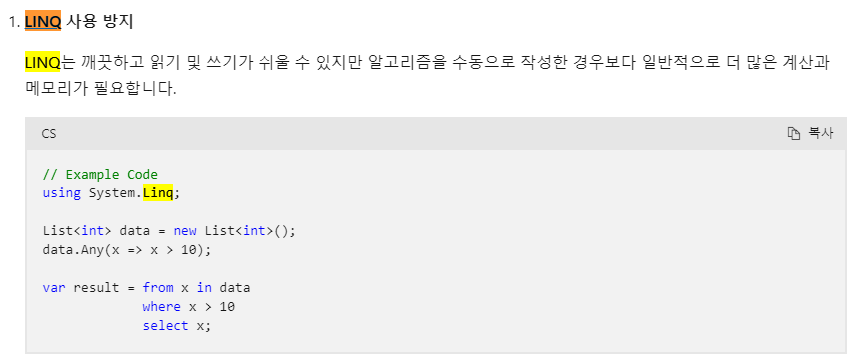 1. LINQ 사용 방지
LINQ는 깨끗하고 읽기 및 쓰기가 쉬울 수 있지만 알고리즘을 수동으로 작성한 경우보다 일반적으로 더 많은 계산과
메모리가 필요합니다.
CS 복사
// Example Code
using System.Linq;
List<int> data = new List<int>();
data.Any(x => x > 10);
var result = from x in data
where x > 10
select x;